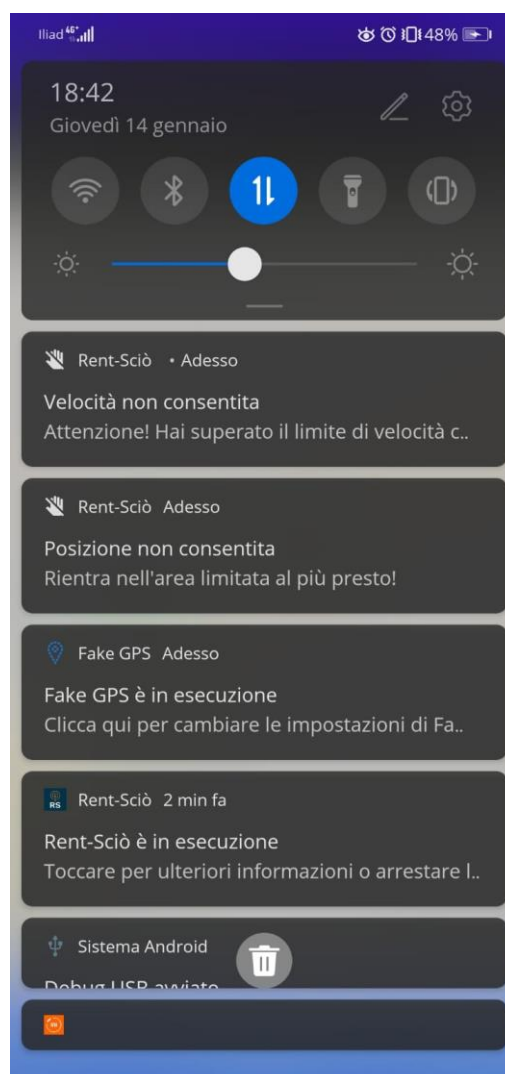 Iliad 48%
18:42
Giovedì 14 gennaio
Rent-Sciò • Adesso
Velocità non consentita
Attenzione! Hai superato il limite di velocità c..
Rent-Sciò Adesso
Posizione non consentita
Rientra nell'area limitata al più presto!
Fake GPS Adesso
Fake GPS è in esecuzione
Clicca qui per cambiare le impostazioni di Fa..
RS Rent-Sciò 2 min fa
Rent-Sciò è in esecuzione
Toccare per ulteriori informazioni o arrestare l..
Sistema Android
Debug USB avviato